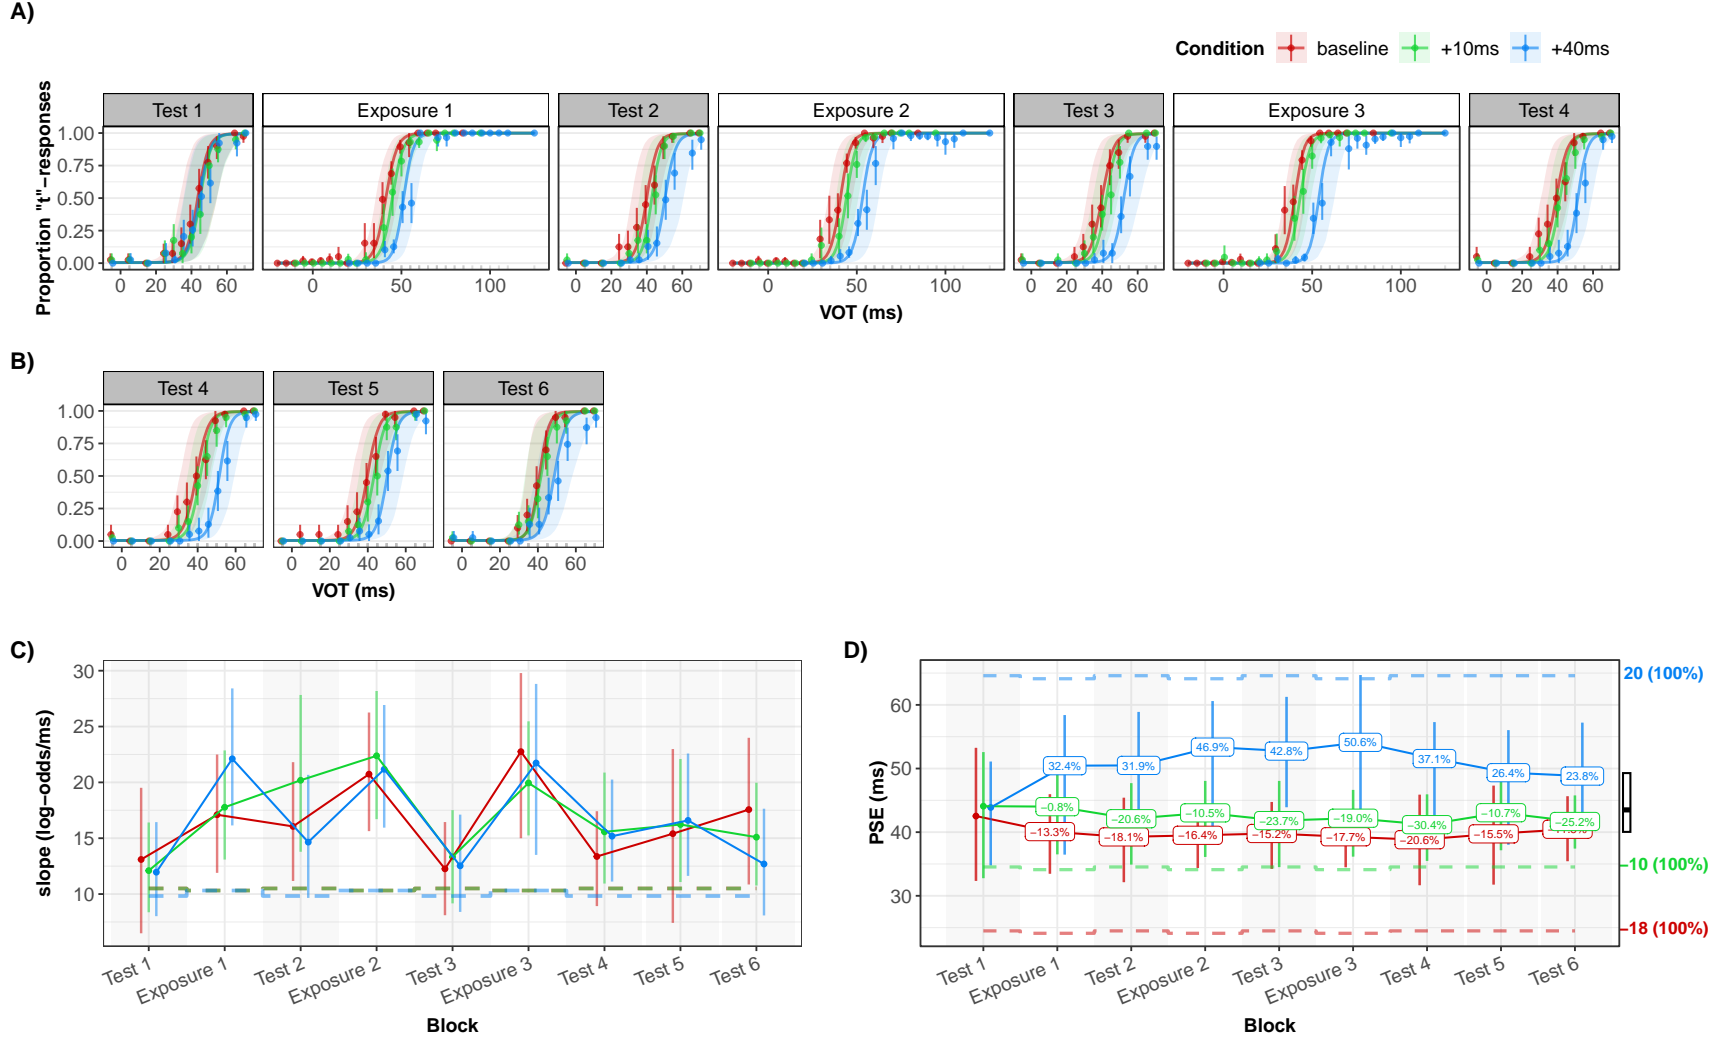 A)
Condition baseline +10ms +40ms
Proportion "t"−responses
Test 1 Exposure 1 Test 2 Exposure 2 Test 3 Exposure 3 Test 4
1.00
0.75
0.50
0.25
0.00
0 20 40 60 0 50 100 0 20 40 60 0 50 100 0 20 40 60 0 50 100 0 20 40 60
VOT (ms)
B)
Test 4 Test 5 Test 6
1.00
0.75
0.50
0.25
0.00
0 20 40 60 0 20 40 60 0 20 40 60
VOT (ms)
C)
slope (log−odds/ms)
30
25
20
15
10
Test 1 Exposure 1 Test 2 Exposure 2 Test 3 Exposure 3 Test 4 Test 5 Test 6
Block
D)
PSE (ms)
60
50
40
30
20 (100%)
−10 (100%)
−18 (100%)
32.4% 31.9% 46.9% 42.8% 50.6% 37.1% 26.4% 23.8%
−0.8% −20.6% −10.5% −23.7% −19.0% −30.4% −10.7% −25.2%
−13.3% −18.1% −16.4% −15.2% −17.7% −20.6% −15.5%
Test 1 Exposure 1 Test 2 Exposure 2 Test 3 Exposure 3 Test 4 Test 5 Test 6
Block